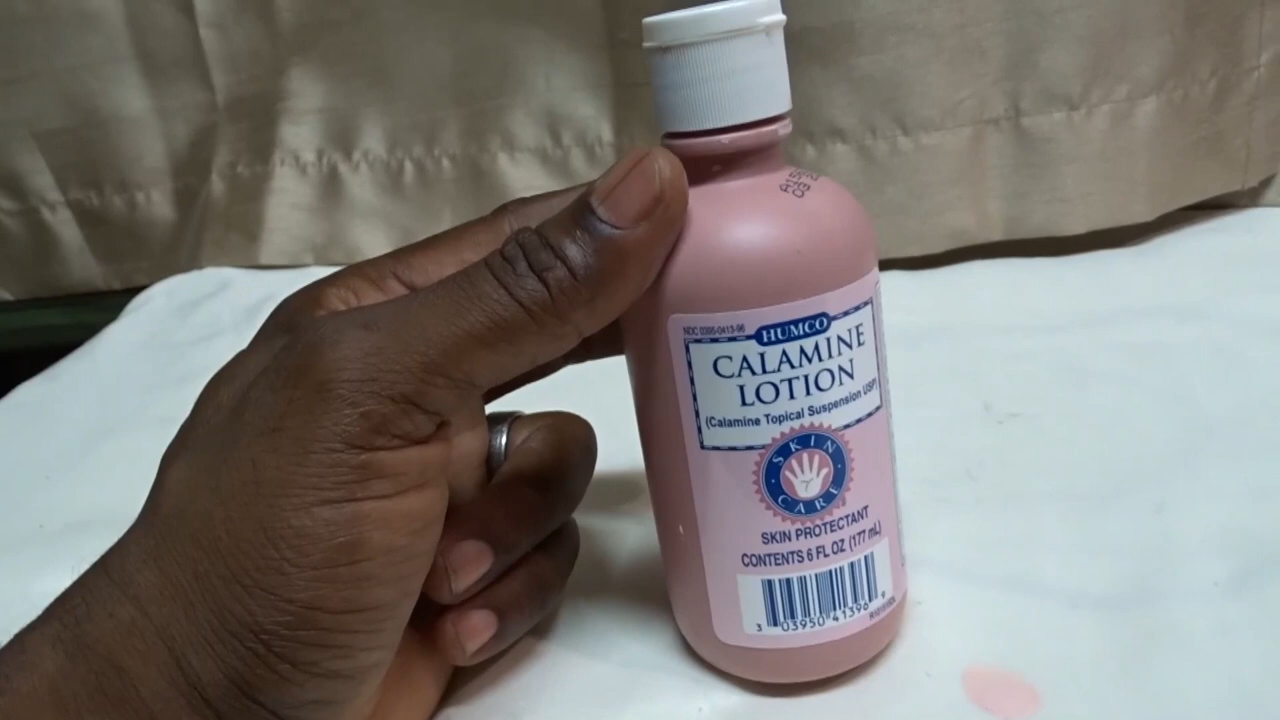 NDC 0395-0413-96
HUMCO
CALAMINE
LOTION
(Calamine Topical Suspension USP)
SKIN
CARE
SKIN PROTECTANT
CONTENTS 6 FL OZ (177 mL)
3 03950 41396 9